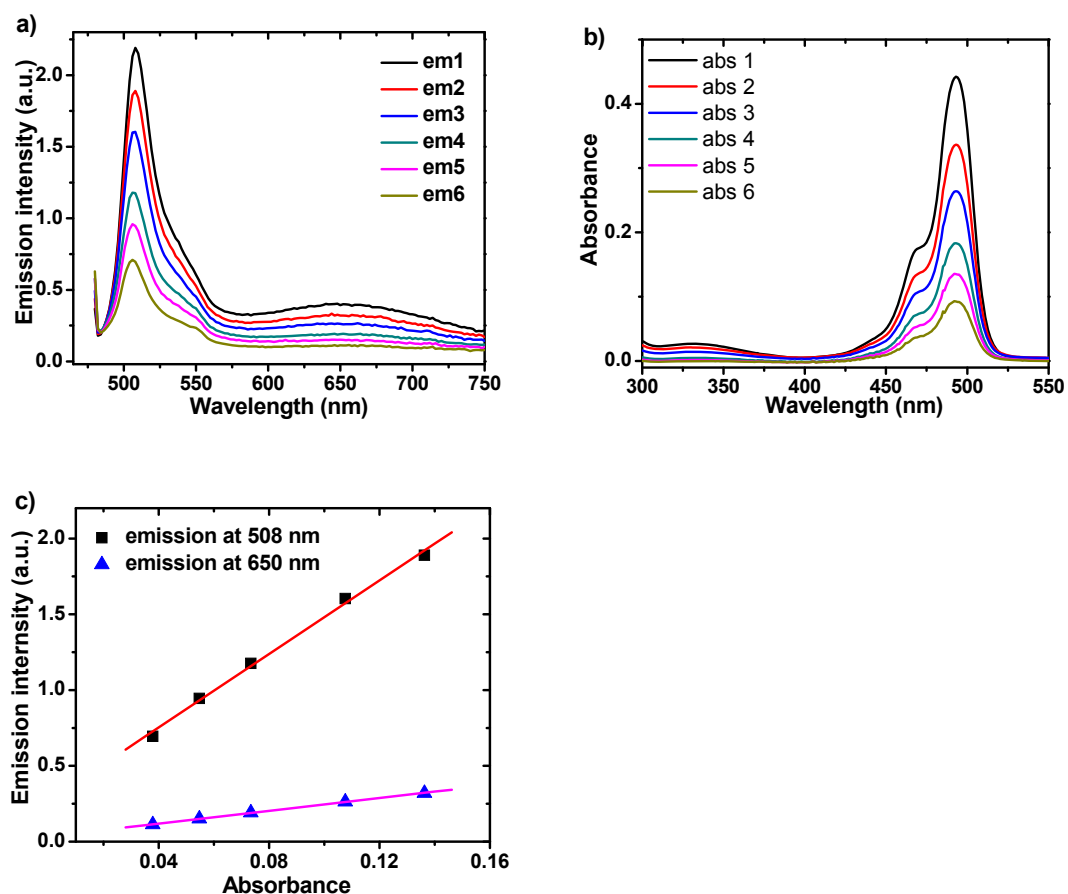 a)
em1
em2
em3
em4
em5
em6
Emission intensity (a.u.)
2.0
1.5
1.0
0.5
0.0
500 550 600 650 700 750
Wavelength (nm)
b)
abs 1
abs 2
abs 3
abs 4
abs 5
abs 6
Absorbance
0.4
0.2
0.0
300 350 400 450 500 550
Wavelength (nm)
c)
emission at 508 nm
emission at 650 nm
Emission internsity (a.u.)
2.0
1.5
1.0
0.5
0.0
0.04 0.08 0.12 0.16
Absorbance